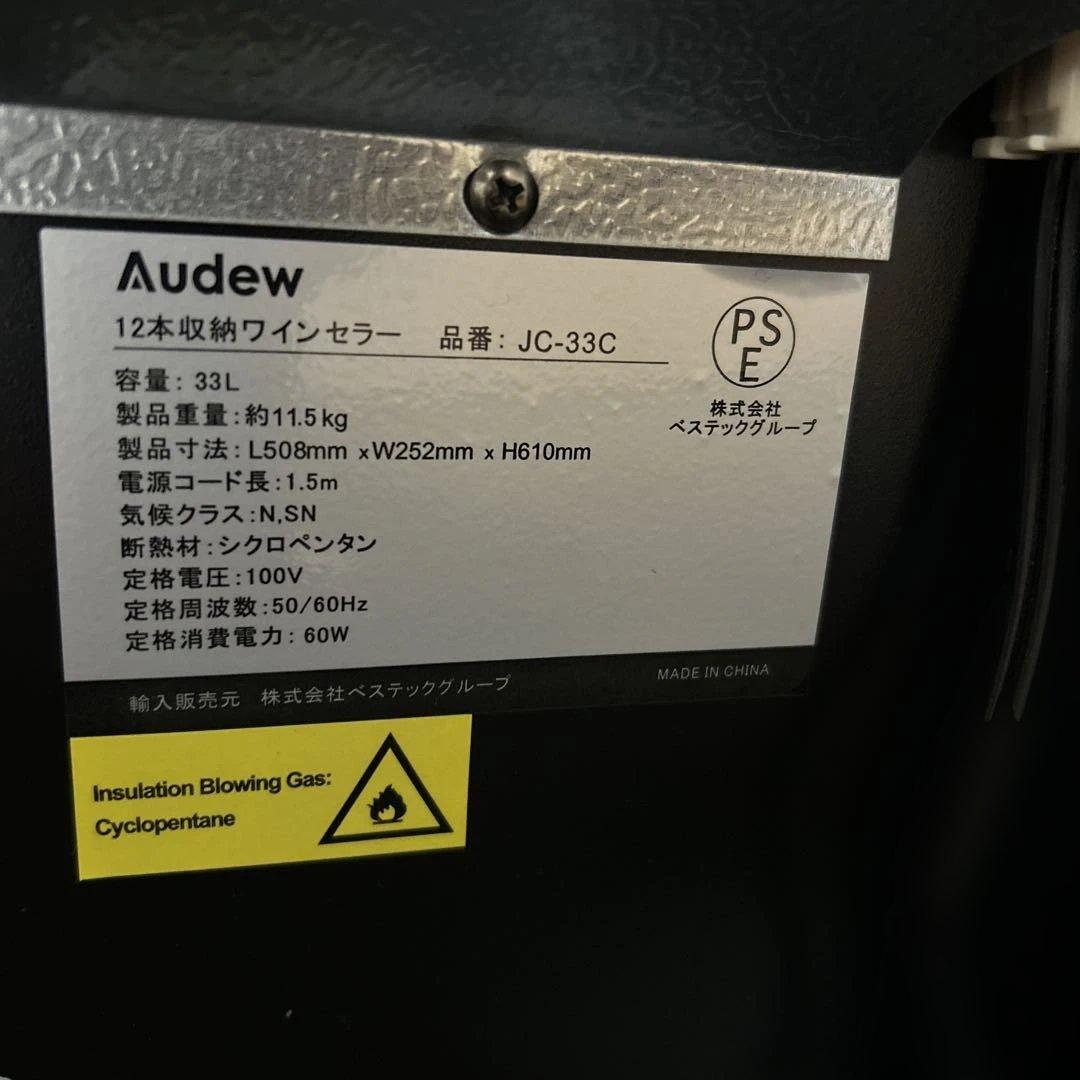 Audew
12本収納ワインセラー 品番: JC-33C
容量: 33L
製品重量: 約11.5kg
製品寸法: L508mm xW252mm x H610mm
電源コード長:1.5m
気候クラス:N,SN
断熱材:シクロペンタン
定格電圧:100V
定格周波数:50/60Hz
定格消費電力: 60W
PS
E
株式会社
ベステックグループ
輸入販売元 株式会社ベステックグループ
MADE IN CHINA
Insulation Blowing Gas:
Cyclopentane